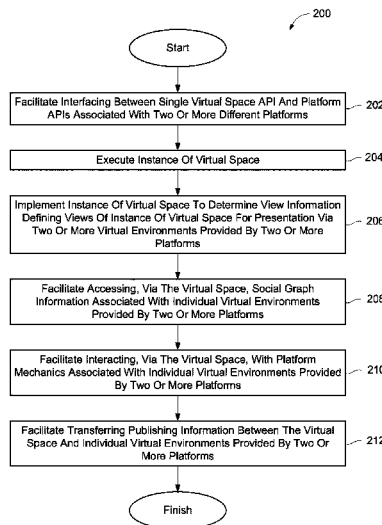 200
Start
Facilitate Interfacing Between Single Virtual Space API And Platform
APIs Associated With Two Or More Different Platforms
202
Execute Instance Of Virtual Space
204
Implement Instance Of Virtual Space To Determine View Information
Defining Views Of Instance Of Virtual Space For Presentation Via
Two Or More Virtual Environments Provided By Two Or More
Platforms
206
Facilitate Accessing, Via The Virtual Space, Social Graph
Information Associated With Individual Virtual Environments
Provided By Two Or More Platforms
208
Facilitate Interacting, Via The Virtual Space, With Platform
Mechanics Associated With Individual Virtual Environments Provided
By Two Or More Platforms
210
Facilitate Transferring Publishing Information Between The Virtual
Space And Individual Virtual Environments Provided By Two Or
More Platforms
212
Finish